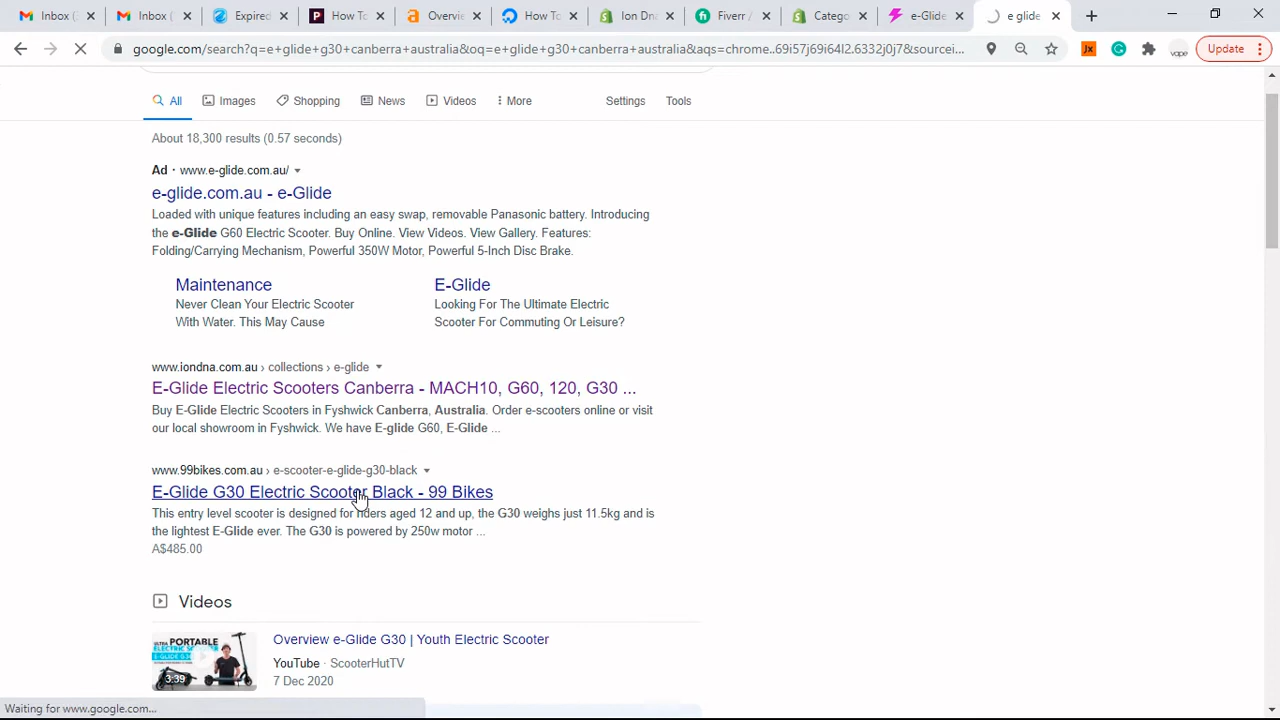 Inbox (
Inbox (
Expired
How To
Overvie
How To
Ion Dna
Fiverr /
Catego
e-Glide
e glide
google.com/search?q=e+glide+g30+canberra+australia&oq=e+glide+g30+canberra+australia&aqs=chrome..69i57j69i64l2.6332j0j7&sourcei...
Jx
vape
Update
All
Images
Shopping
News
Videos
More
Settings
Tools
About 18,300 results (0.57 seconds)
Ad · www.e-glide.com.au/
e-glide.com.au - e-Glide
Loaded with unique features including an easy swap, removable Panasonic battery. Introducing
the e-Glide G60 Electric Scooter. Buy Online. View Videos. View Gallery. Features:
Folding/Carrying Mechanism, Powerful 350W Motor, Powerful 5-Inch Disc Brake.
Maintenance
Never Clean Your Electric Scooter
With Water. This May Cause
E-Glide
Looking For The Ultimate Electric
Scooter For Commuting Or Leisure?
www.iondna.com.au › collections › e-glide
E-Glide Electric Scooters Canberra - MACH10, G60, 120, G30 ...
Buy E-Glide Electric Scooters in Fyshwick Canberra, Australia. Order e-scooters online or visit
our local showroom in Fyshwick. We have E-glide G60, E-Glide ...
www.99bikes.com.au › e-scooter-e-glide-g30-black
E-Glide G30 Electric Scooter Black - 99 Bikes
This entry level scooter is designed for riders aged 12 and up, the G30 weighs just 11.5kg and is
the lightest E-Glide ever. The G30 is powered by 250w motor ...
A$485.00
Videos
ULTRA PORTABLE
ELECTRIC SCOOTER
E-GLIDE G30
3:39
Overview e-Glide G30 | Youth Electric Scooter
YouTube · ScooterHutTV
7 Dec 2020
Waiting for www.google.com...